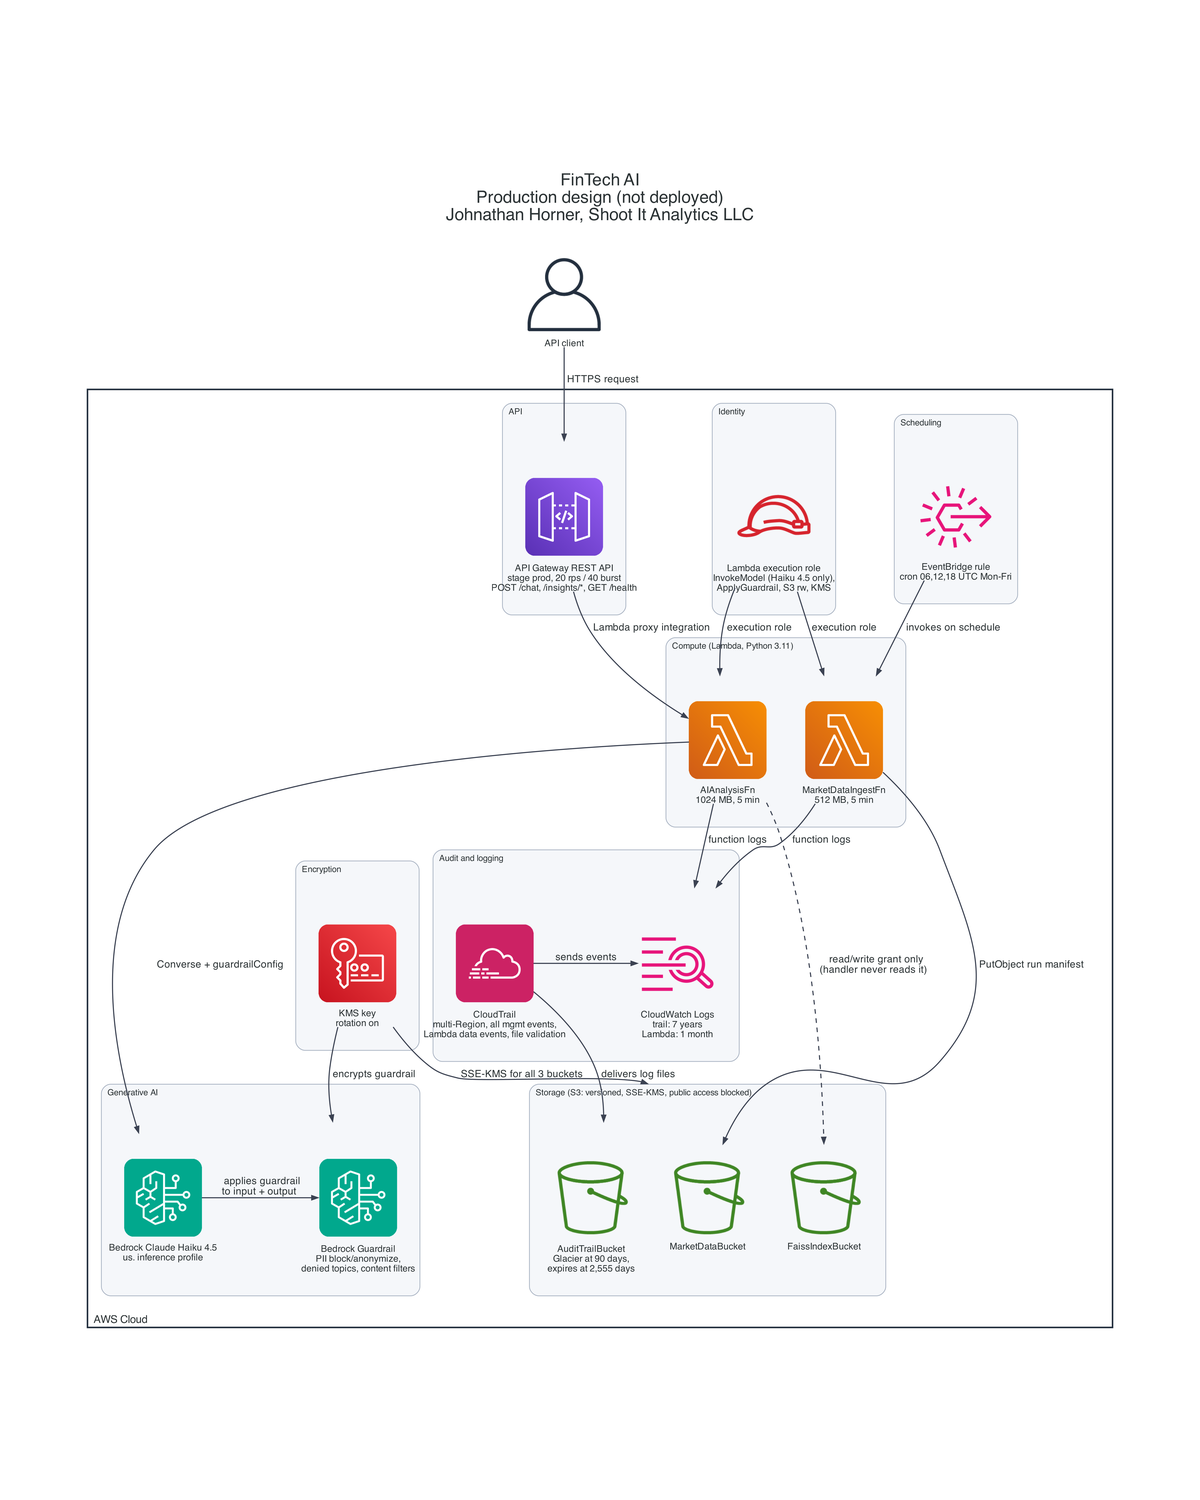 FinTech AI
Production design (not deployed)
Johnathan Horner, Shoot It Analytics LLC
API client
HTTPS request
API
Identity
Scheduling
API Gateway REST API
stage prod, 20 rps / 40 burst
POST /chat, /insights/*, GET /health
Lambda execution role
InvokeModel (Haiku 4.5 only),
ApplyGuardrail, S3 rw, KMS
EventBridge rule
cron 06,12,18 UTC Mon-Fri
Lambda proxy integration
execution role
execution role
invokes on schedule
Compute (Lambda, Python 3.11)
AIAnalysisFn
1024 MB, 5 min
MarketDataIngestFn
512 MB, 5 min
function logs
function logs
Encryption
Audit and logging
Converse + guardrailConfig
sends events
read/write grant only
(handler never reads it)
PutObject run manifest
KMS key
rotation on
CloudTrail
multi-Region, all mgmt events,
Lambda data events, file validation
CloudWatch Logs
trail: 7 years
Lambda: 1 month
encrypts guardrail
SSE-KMS for all 3 buckets
delivers log files
Generative AI
Storage (S3: versioned, SSE-KMS, public access blocked)
applies guardrail
to input + output
Bedrock Claude Haiku 4.5
us. inference profile
Bedrock Guardrail
PII block/anonymize,
denied topics, content filters
AuditTrailBucket
Glacier at 90 days,
expires at 2,555 days
MarketDataBucket
FaissIndexBucket
AWS Cloud